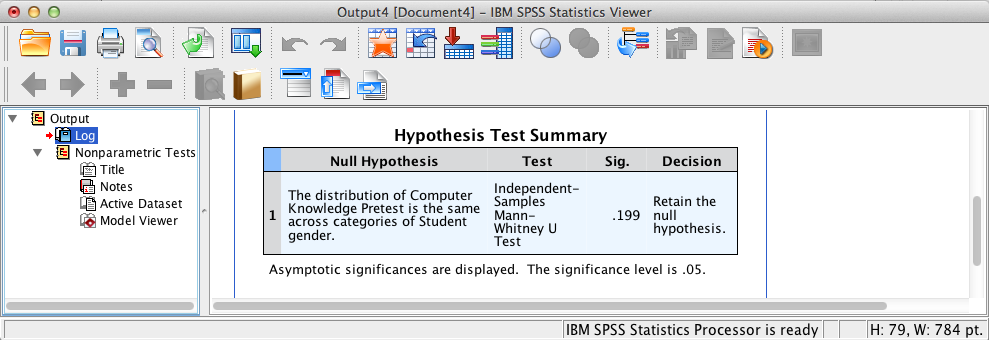 Output4 [Document4] – IBM SPSS Statistics Viewer
Output
Log
Nonparametric Tests
Title
Notes
Active Dataset
Model Viewer
Hypothesis Test Summary
Null Hypothesis Test Sig. Decision
1
The distribution of Computer
Knowledge Pretest is the same
across categories of Student
gender.
Independent-
Samples
Mann-
Whitney U
Test
.199
Retain the
null
hypothesis.
Asymptotic significances are displayed. The significance level is .05.
IBM SPSS Statistics Processor is ready
H: 79, W: 784 pt.